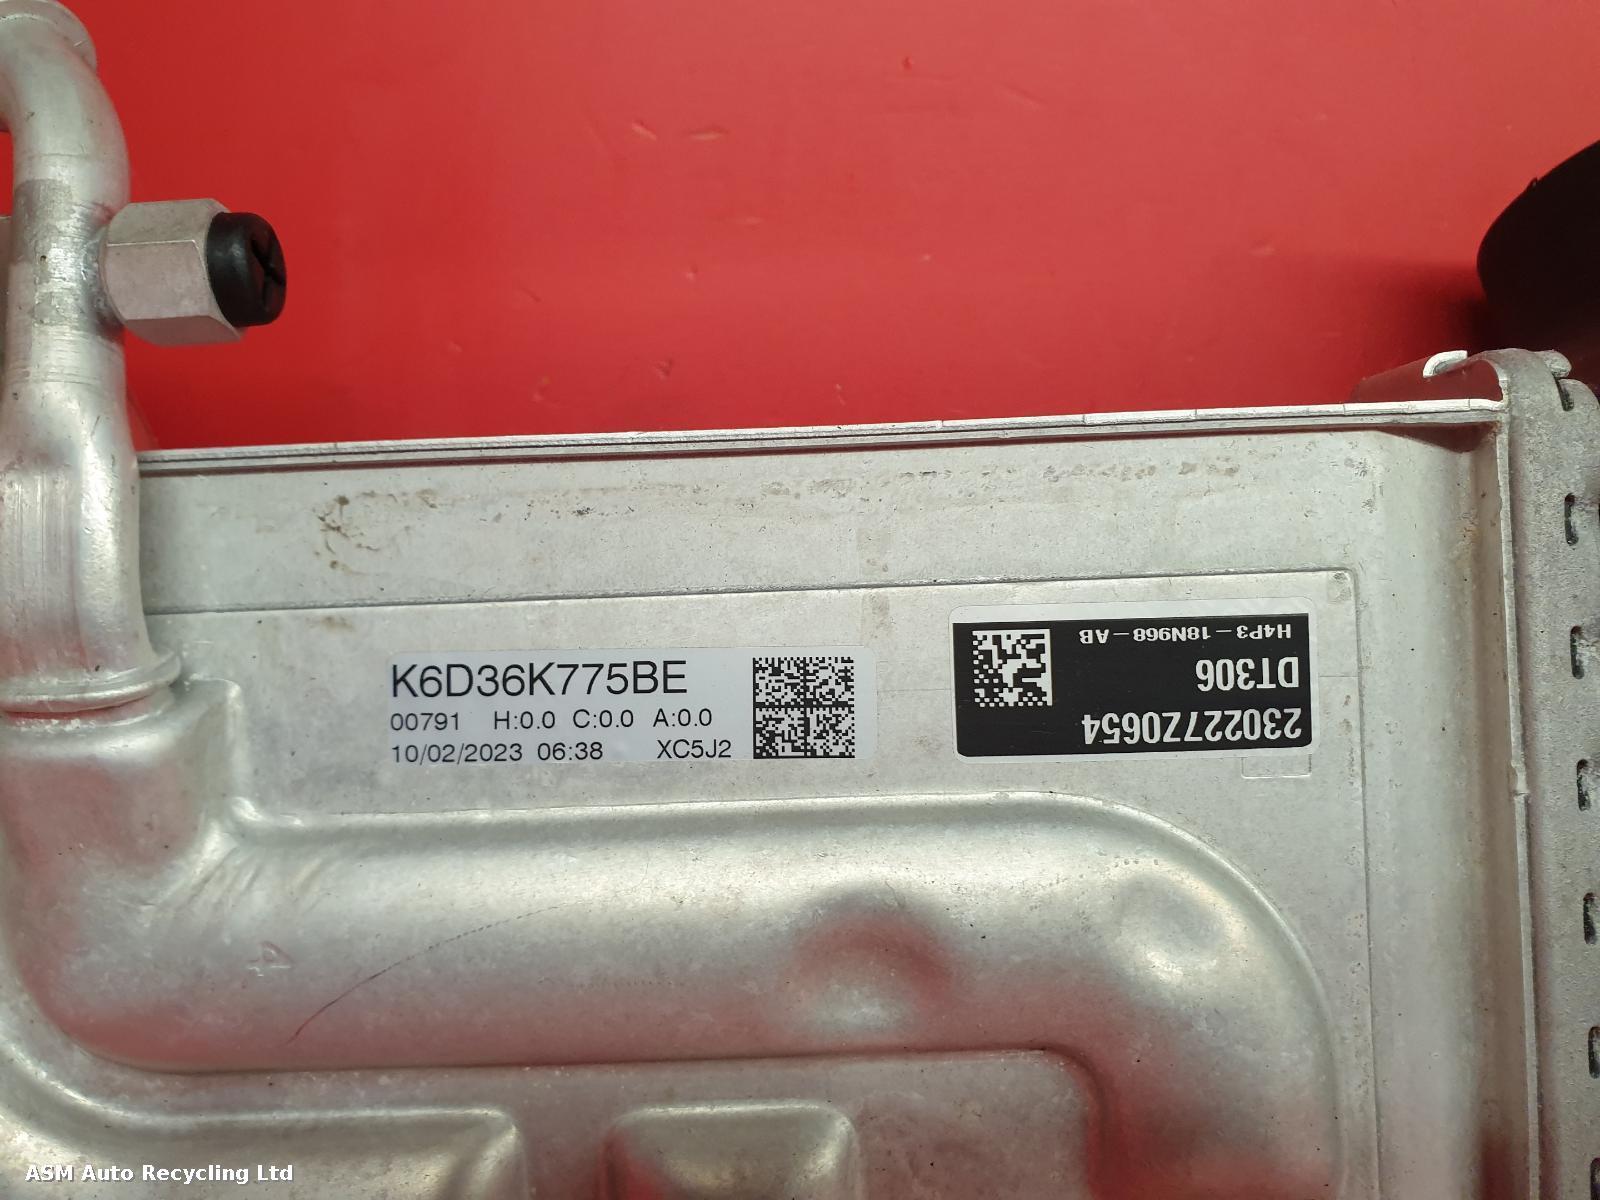 K6D36K775BE
00791 H:0.0 C:0.0 A:0.0
10/02/2023 06:38 XC5J2
230227Z0654
DT306
H4P3-18N968-AB
ASM Auto Recycling Ltd